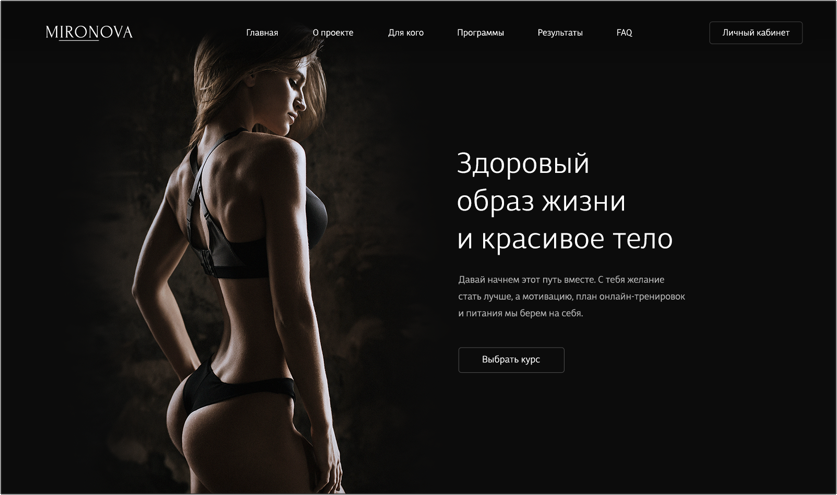 MIRONOVA
Главная
О проекте
Для кого
Программы
Результаты
FAQ
Личный кабинет
Здоровый
образ жизни
и красивое тело
Давай начнем этот путь вместе. С тебя желание
стать лучше, а мотивацию, план онлайн-тренировок
и питания мы берем на себя.
Выбрать курс